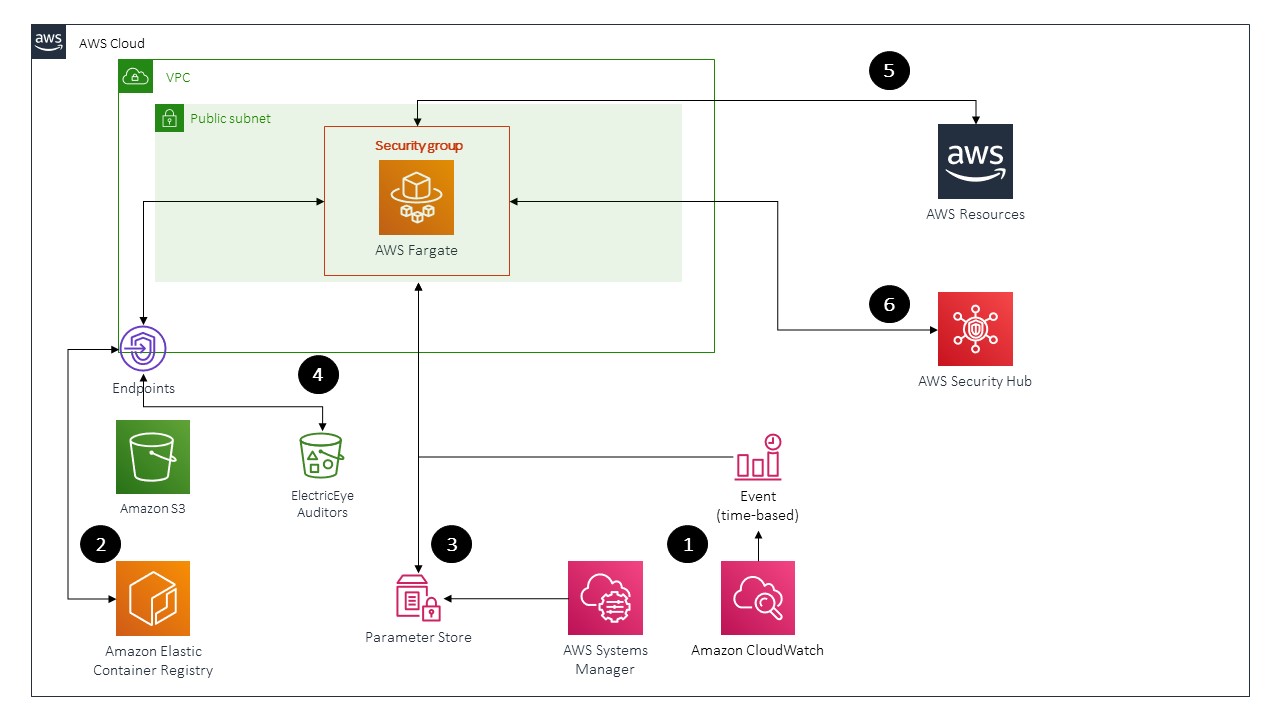 aws
AWS Cloud
VPC
5
Public subnet
Security group
aws
AWS Fargate
AWS Resources
6
Endpoints
4
AWS Security Hub
Amazon S3
ElectricEye
Auditors
Event
(time-based)
2
3
1
Parameter Store
Amazon Elastic
Container Registry
AWS Systems
Manager
Amazon CloudWatch